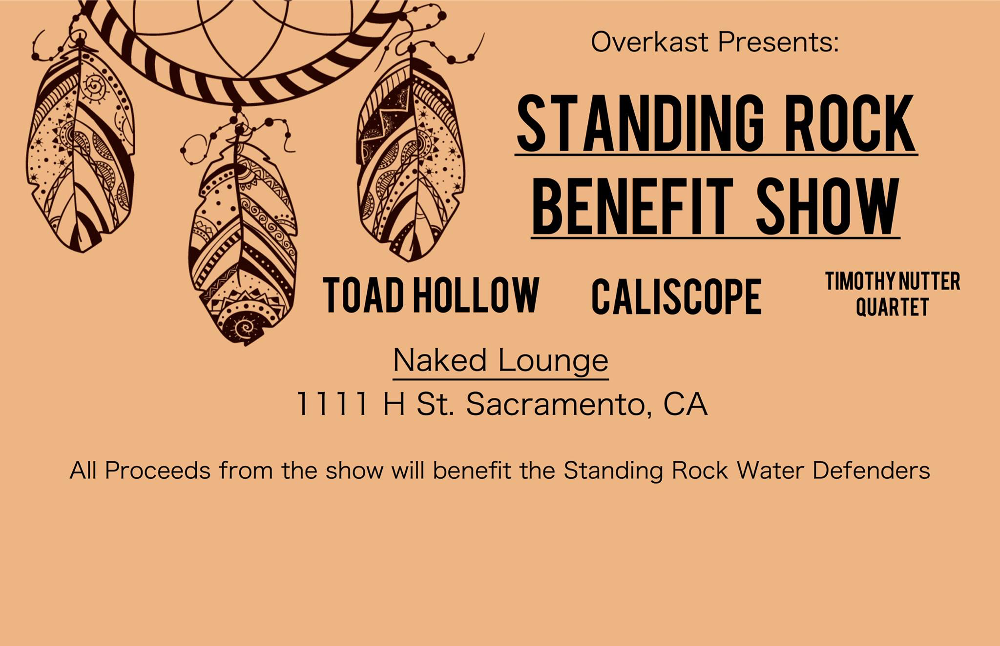 Overkast Presents:
STANDING ROCK
BENEFIT SHOW
TOAD HOLLOW
CALISCOPE
TIMOTHY NUTTER
QUARTET
Naked Lounge
1111 H St. Sacramento, CA
All Proceeds from the show will benefit the Standing Rock Water Defenders